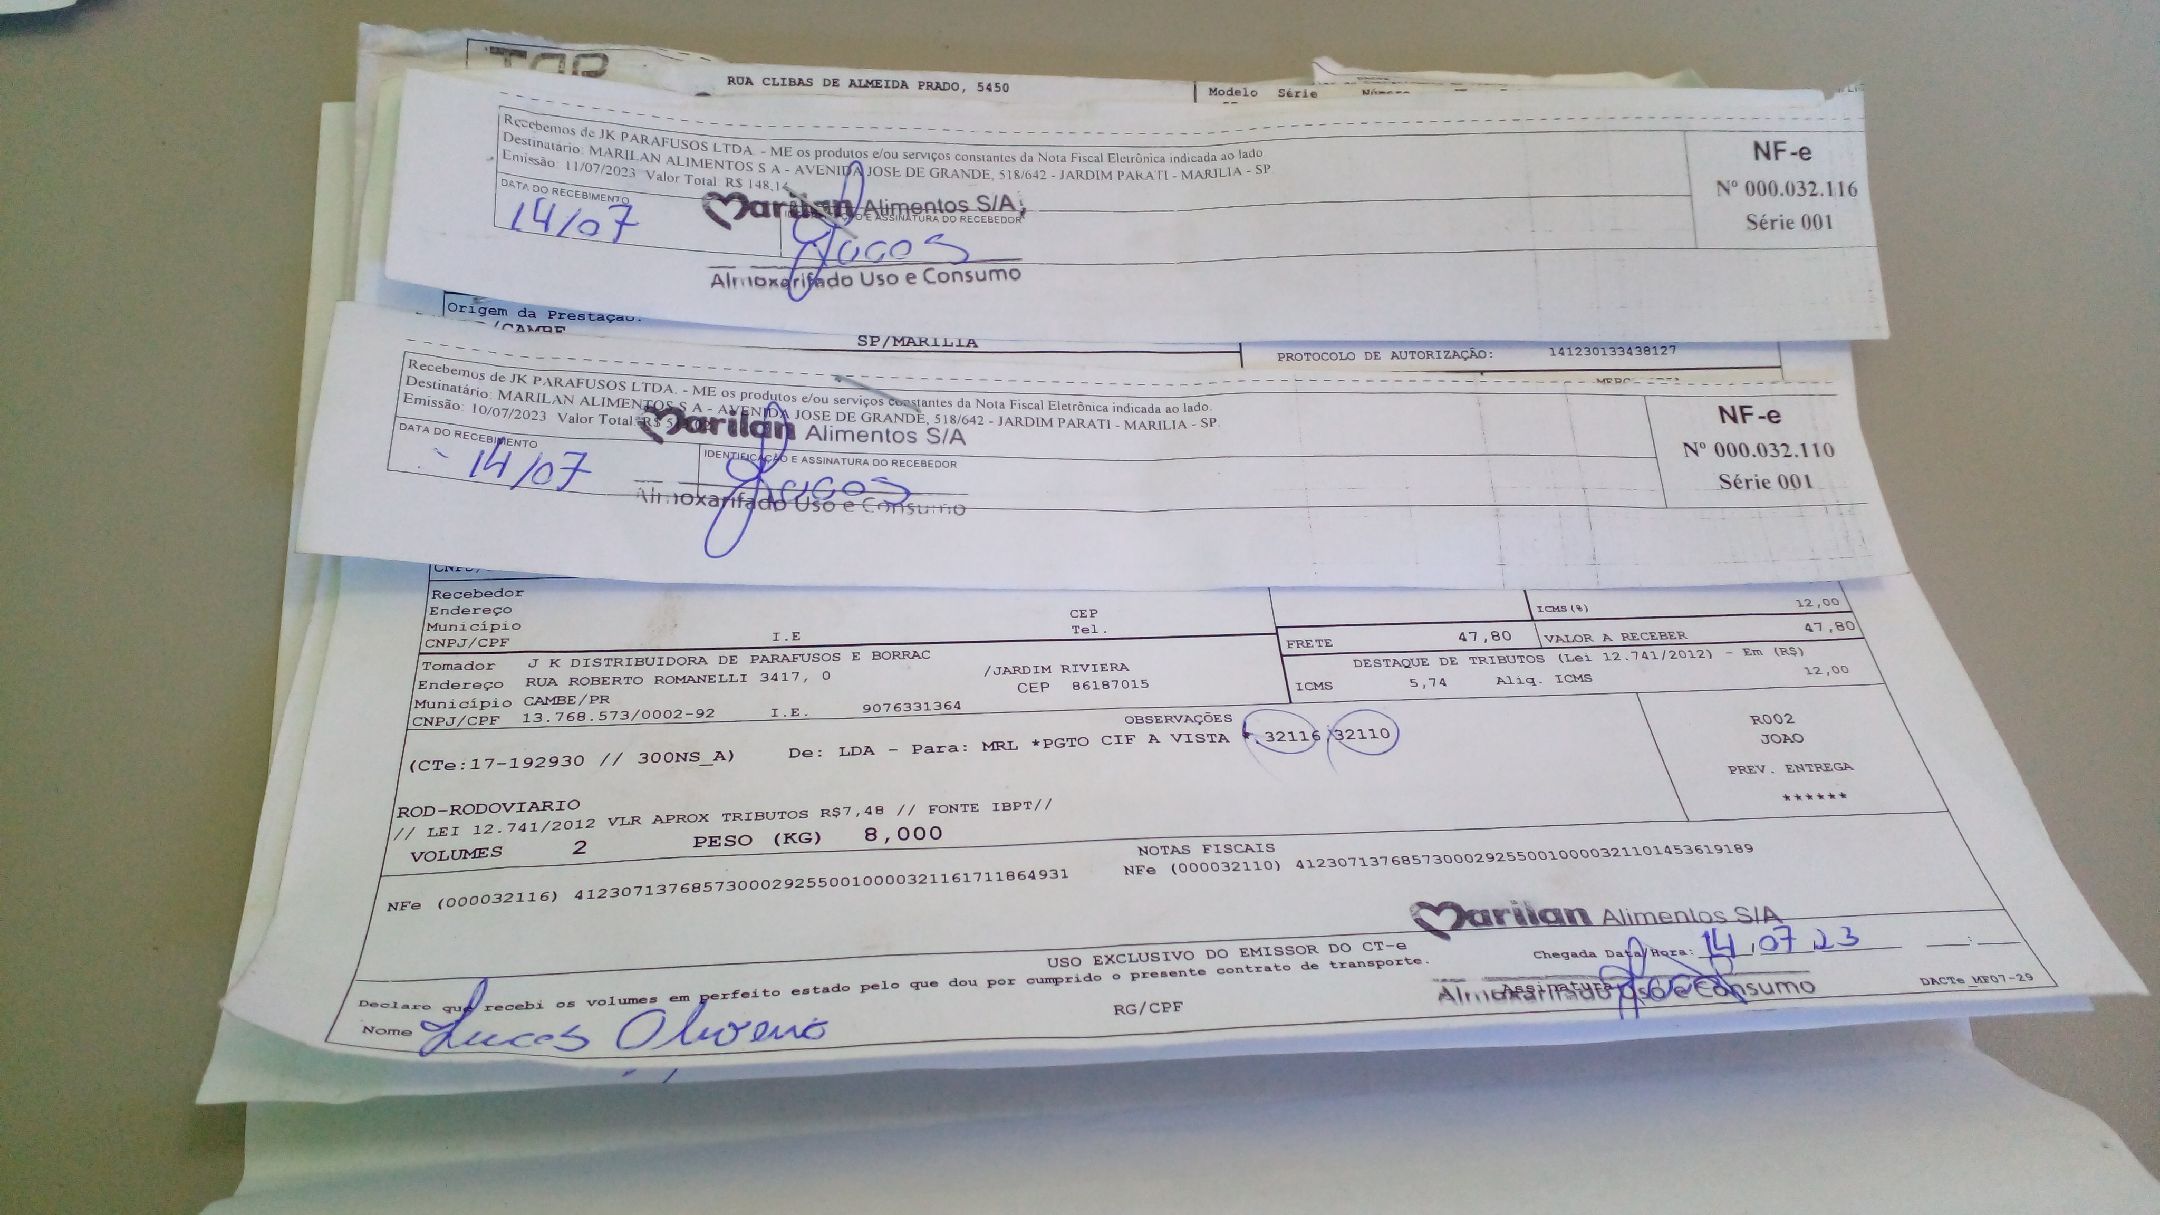 RUA CLIBAS DE ALMEIDA PRADO, 5450
Modelo Série Número
Recebemos de JK PARAFUSOS LTDA. - ME os produtos e/ou serviços constantes da Nota Fiscal Eletrônica indicada ao lado
Destinatário: MARILAN ALIMENTOS S A - AVENIDA JOSE DE GRANDE, 518/642 - JARDIM PARATI - MARILIA - SP
Emissão: 11/07/2023 Valor Total: R$ 148,14
DATA DO RECEBIMENTO
14/07
Marilan Alimentos S/A
IDENTIFICAÇÃO E ASSINATURA DO RECEBEDOR
Almoxarifado Uso e Consumo
NF-e
Nº 000.032.116
Série 001
Origem da Prestação:
/CAMBE
SP/MARILIA
PROTOCOLO DE AUTORIZAÇÃO: 141230133438127
Recebemos de JK PARAFUSOS LTDA. - ME os produtos e/ou serviços constantes da Nota Fiscal Eletrônica indicada ao lado.
Destinatário: MARILAN ALIMENTOS S A - AVENIDA JOSE DE GRANDE, 518/642 - JARDIM PARATI - MARILIA - SP.
Emissão: 10/07/2023 Valor Total: R$
Marilan Alimentos S/A
DATA DO RECEBIMENTO
14/07
IDENTIFICAÇÃO E ASSINATURA DO RECEBEDOR
Almoxarifado Uso e Consumo
NF-e
Nº 000.032.110
Série 001
Recebedor
Endereço CEP
Município Tel.
CNPJ/CPF I.E
ICMS(%) 12,00
FRETE 47,80 VALOR A RECEBER 47,80
Tomador J K DISTRIBUIDORA DE PARAFUSOS E BORRAC
Endereço RUA ROBERTO ROMANELLI 3417, 0 /JARDIM RIVIERA
Município CAMBE/PR CEP 86187015
CNPJ/CPF 13.768.573/0002-92 I.E. 9076331364
DESTAQUE DE TRIBUTOS (Lei 12.741/2012) - Em (R$)
ICMS 5,74 Aliq. ICMS 12,00
OBSERVAÇÕES
(CTe:17-192930 // 300NS_A) De: LDA - Para: MRL *PGTO CIF A VISTA *.32116,32110
R002
JOAO
PREV. ENTREGA
******
ROD-RODOVIARIO
// LEI 12.741/2012 VLR APROX TRIBUTOS R$7,48 // FONTE IBPT//
VOLUMES 2 PESO (KG) 8,000
NOTAS FISCAIS
NFe (000032116) 41230713768573000292550010000321161711864931 NFe (000032110) 41230713768573000292550010000321101453619189
Marilan Alimentos S/A
USO EXCLUSIVO DO EMISSOR DO CT-e
Chegada Data/Hora: 14 07 23
Declaro que recebi os volumes em perfeito estado pelo que dou por cumprido o presente contrato de transporte.
Assinatura
Almoxarifado Uso e Consumo
DACTe_MF07-29
Nome Lucas Oliveira
RG/CPF